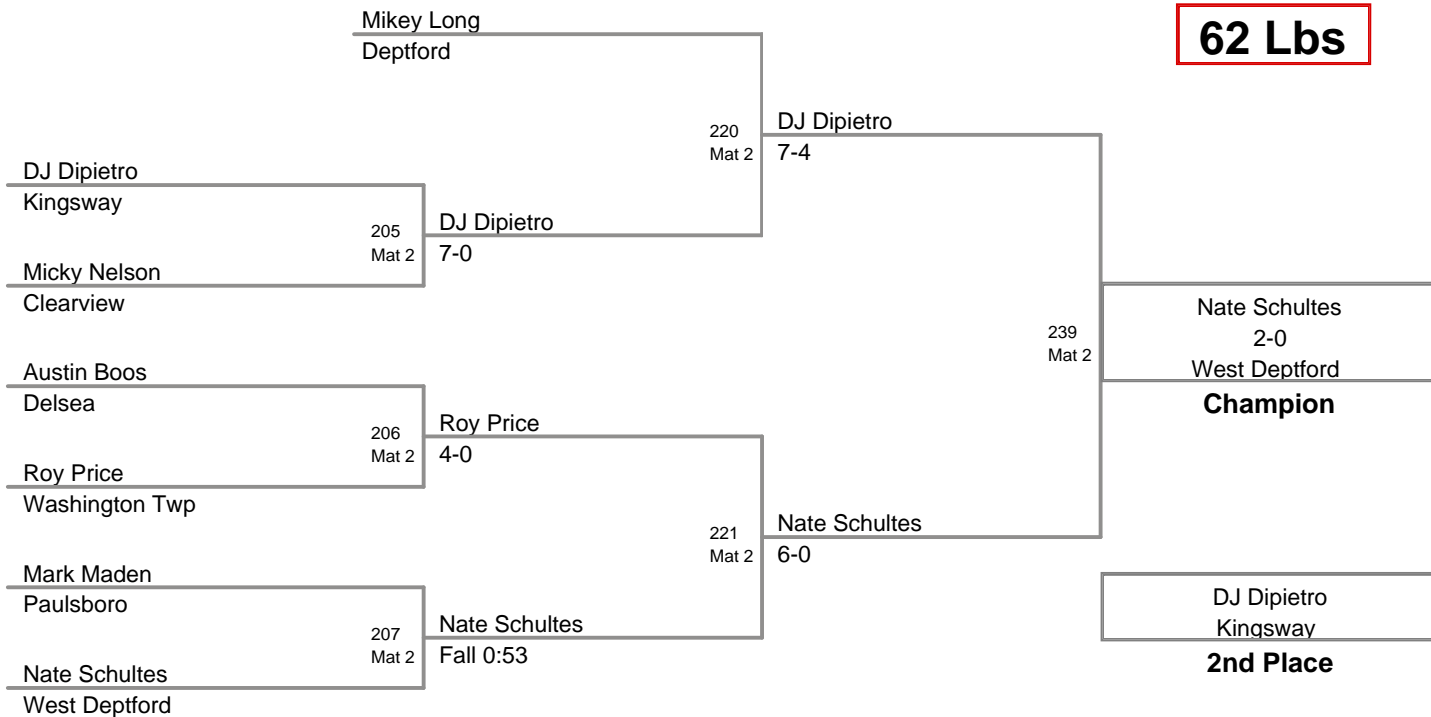 Mikey Long
Deptford
62 Lbs
220
Mat 2
DJ Dipietro
7-4
DJ Dipietro
Kingsway
205
Mat 2
DJ Dipietro
7-0
Micky Nelson
Clearview
239
Mat 2
Nate Schultes
2-0
West Deptford
Champion
Austin Boos
Delsea
206
Mat 2
Roy Price
4-0
Roy Price
Washington Twp
221
Mat 2
Nate Schultes
6-0
Mark Maden
Paulsboro
207
Mat 2
Nate Schultes
Fall 0:53
Nate Schultes
West Deptford
DJ Dipietro
Kingsway
2nd Place